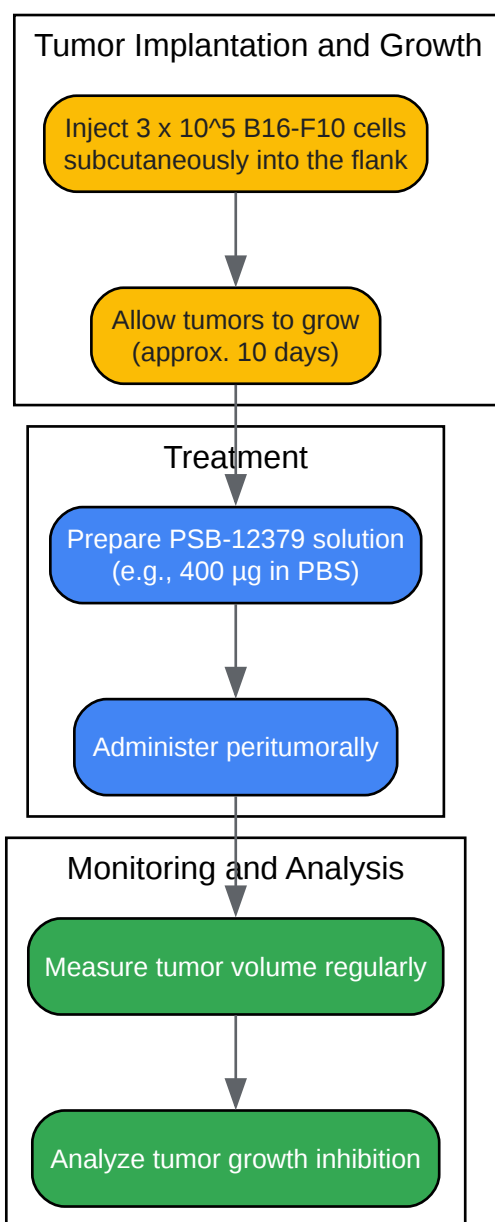 Tumor Implantation and Growth
Inject 3 x 10^5 B16-F10 cells
subcutaneously into the flank
Allow tumors to grow
(approx. 10 days)
Treatment
Prepare PSB-12379 solution
(e.g., 400 µg in PBS)
Administer peritumorally
Monitoring and Analysis
Measure tumor volume regularly
Analyze tumor growth inhibition